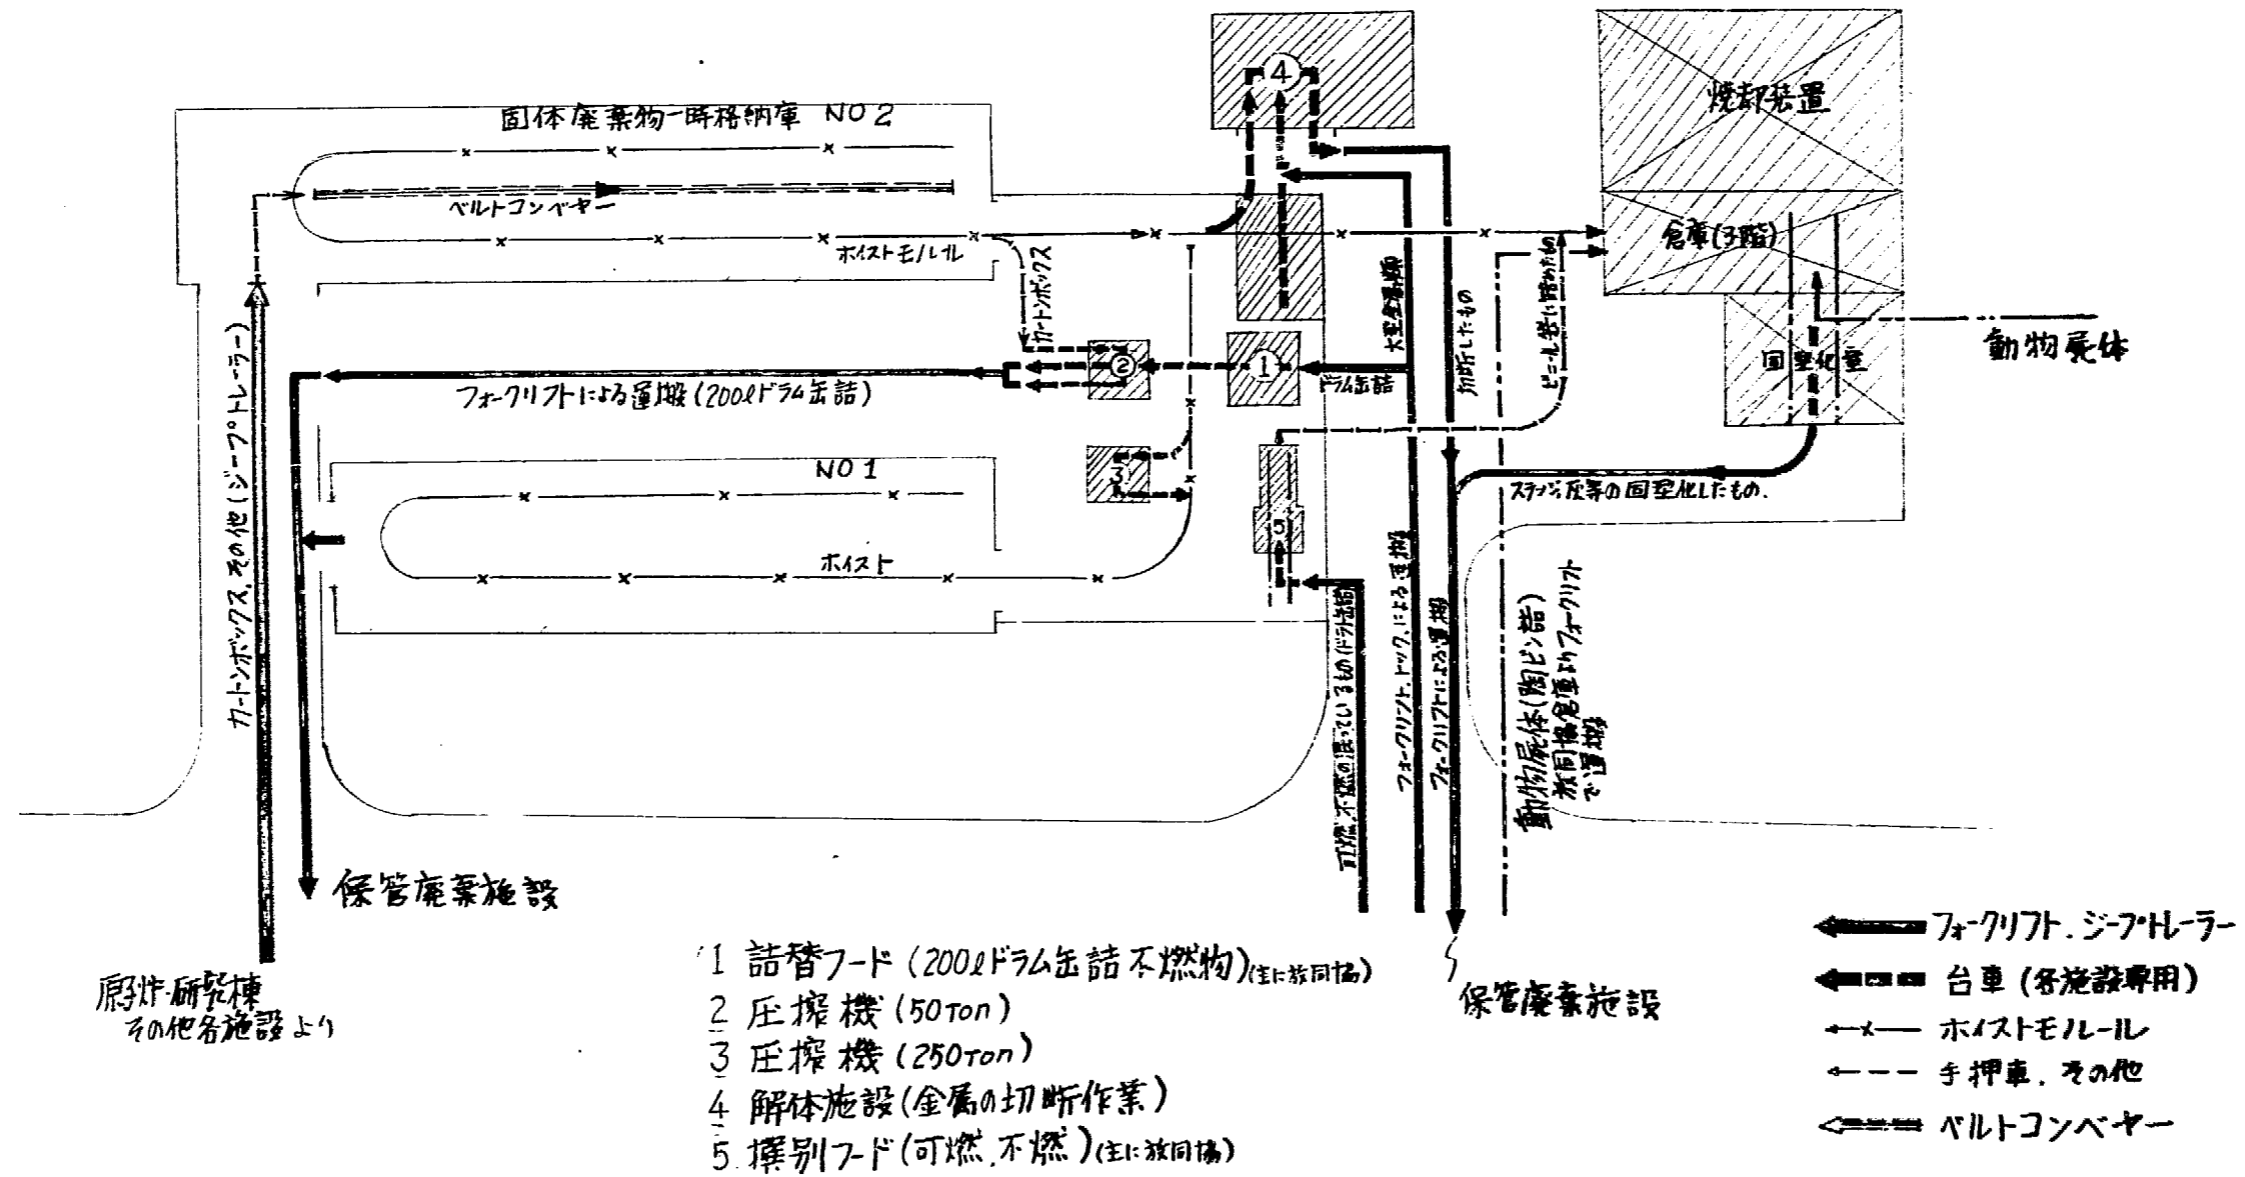 固体廃棄物一時格納庫 NO2
ベルトコンベヤー
ホイストモノレール
カートンボックス
カートンボックス、その他(ジープトレーラー)
フォークリフトによる運搬(200ℓドラム缶詰)
NO1
ホイスト
4
2
1
3
5
ドラム缶詰
大型金属類
切断したもの
ビニール袋に詰めたもの
焼却装置
倉庫(3階)
固型化室
動物屍体
スラッジ、灰等の固型化したもの.
可燃、不燃の混っているもの(ドラム缶詰)
フォークリフト、トラックによる運搬
フォークリフトによる運搬
動物屍体(陶ビン詰)
放同協倉庫よりフォークリフト
で運搬
保管廃棄施設
保管廃棄施設
原子炉・研究棟
その他各施設より
1 詰替フード(200ℓドラム缶詰不燃物)(主に放同協)
2 圧搾機(50Ton)
3 圧搾機(250Ton)
4 解体施設(金属の切断作業)
5. 撰別フード(可燃、不燃)(主に放同協)
フォークリフト、ジープトレーラー
台車(各施設専用)
ホイストモノレール
手押車、その他
ベルトコンベヤー